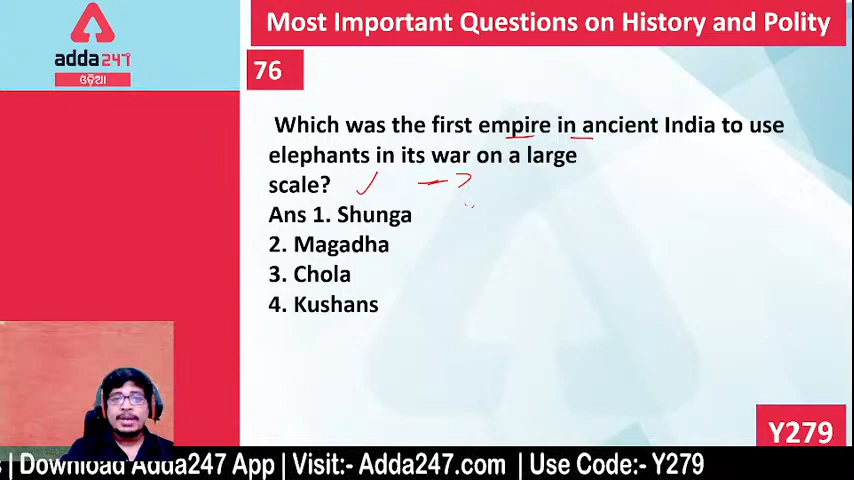 Most Important Questions on History and Polity
adda247
ଓଡ଼ିଆ
76
Which was the first empire in ancient India to use
elephants in its war on a large
scale?
Ans 1. Shunga
2. Magadha
3. Chola
4. Kushans
Y279
| Download Adda247 App | Visit:- Adda247.com | Use Code:- Y279